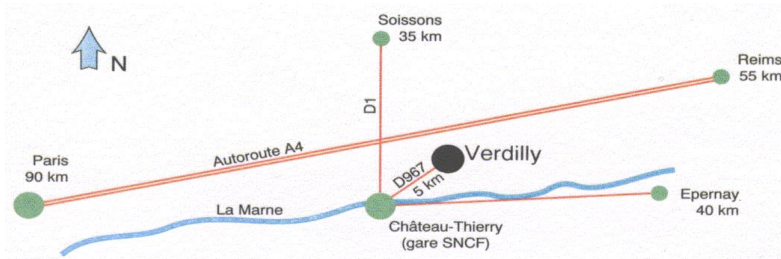 Soissons
35 km
N
Reims
55 km
D1
Autoroute A4
Verdilly
Paris
90 km
D967
5 km
La Marne
Epernay
40 km
Château-Thierry
(gare SNCF)